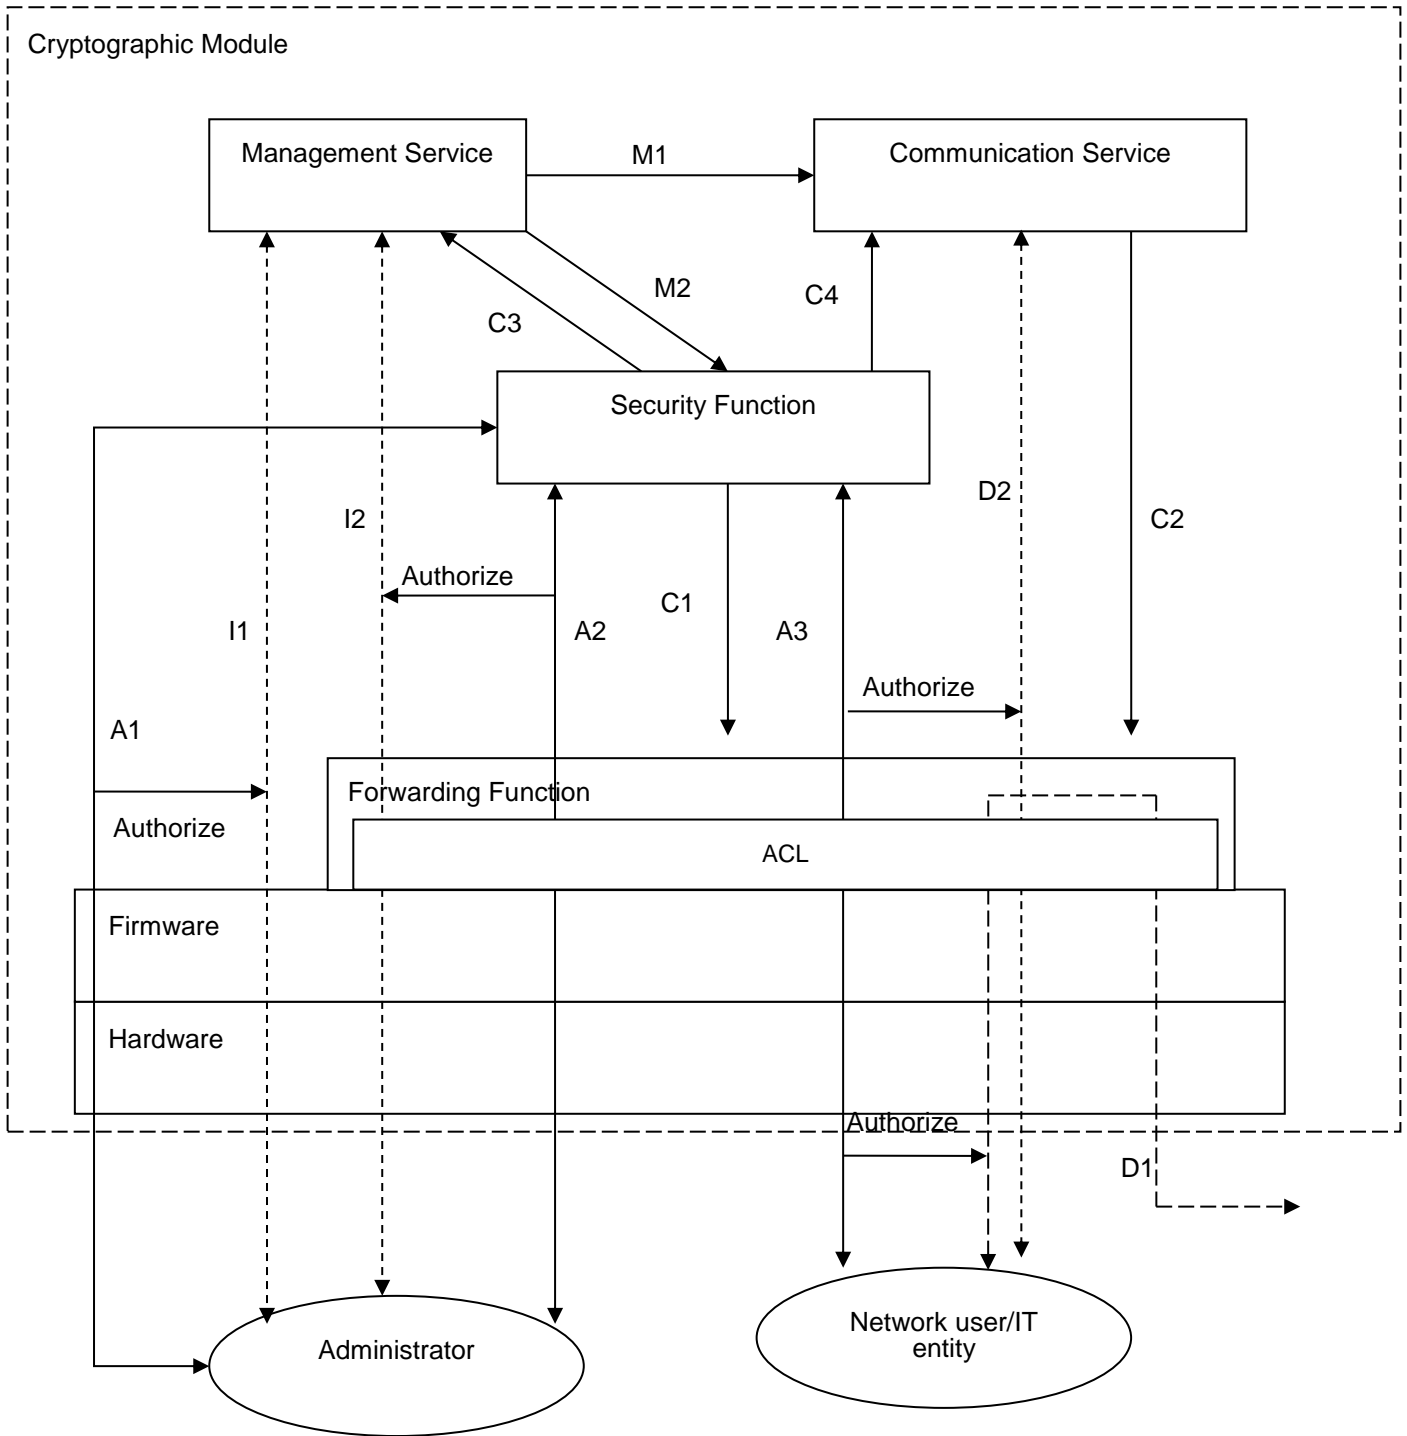 Cryptographic Module
Management Service
M1
Communication Service
M2
C4
C3
Security Function
D2
I2
C2
Authorize
C1
I1
A2
A3
Authorize
A1
Forwarding Function
Authorize
ACL
Firmware
Hardware
Authorize
D1
Network user/IT
entity
Administrator